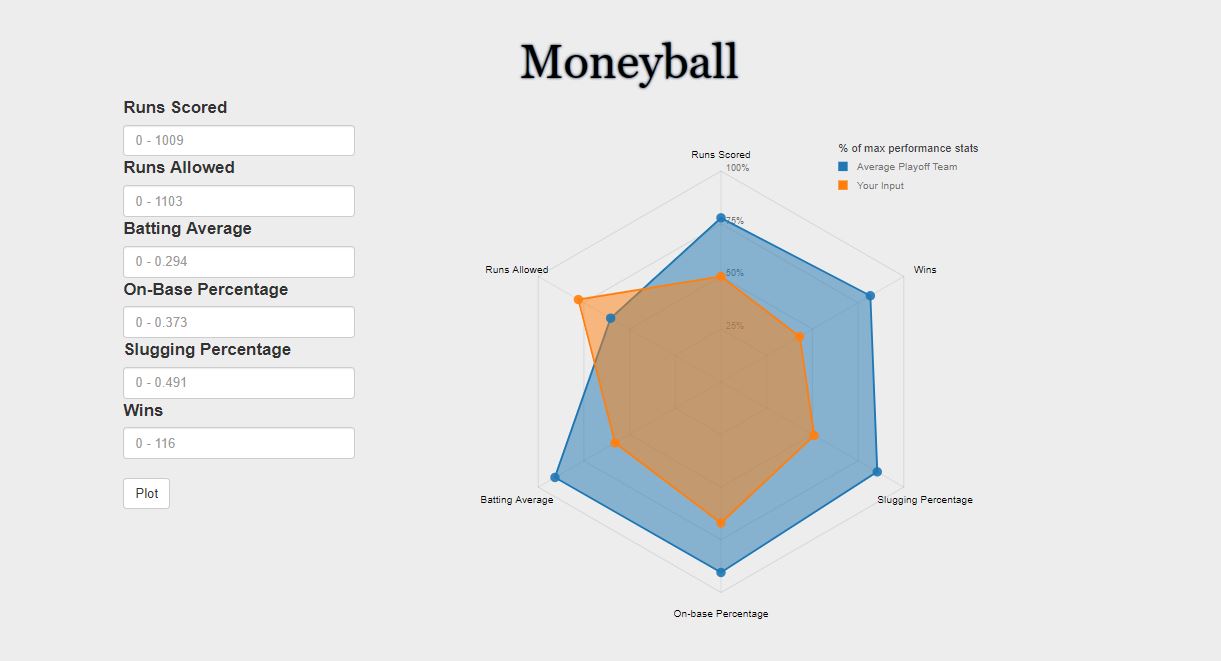 Moneyball
Runs Scored
0 - 1009
Runs Allowed
0 - 1103
Batting Average
0 - 0.294
On-Base Percentage
0 - 0.373
Slugging Percentage
0 - 0.491
Wins
0 - 116
Plot
% of max performance stats
Average Playoff Team
Your Input
Runs Scored
100%
75%
50%
25%
Runs Allowed
Wins
Batting Average
Slugging Percentage
On-base Percentage